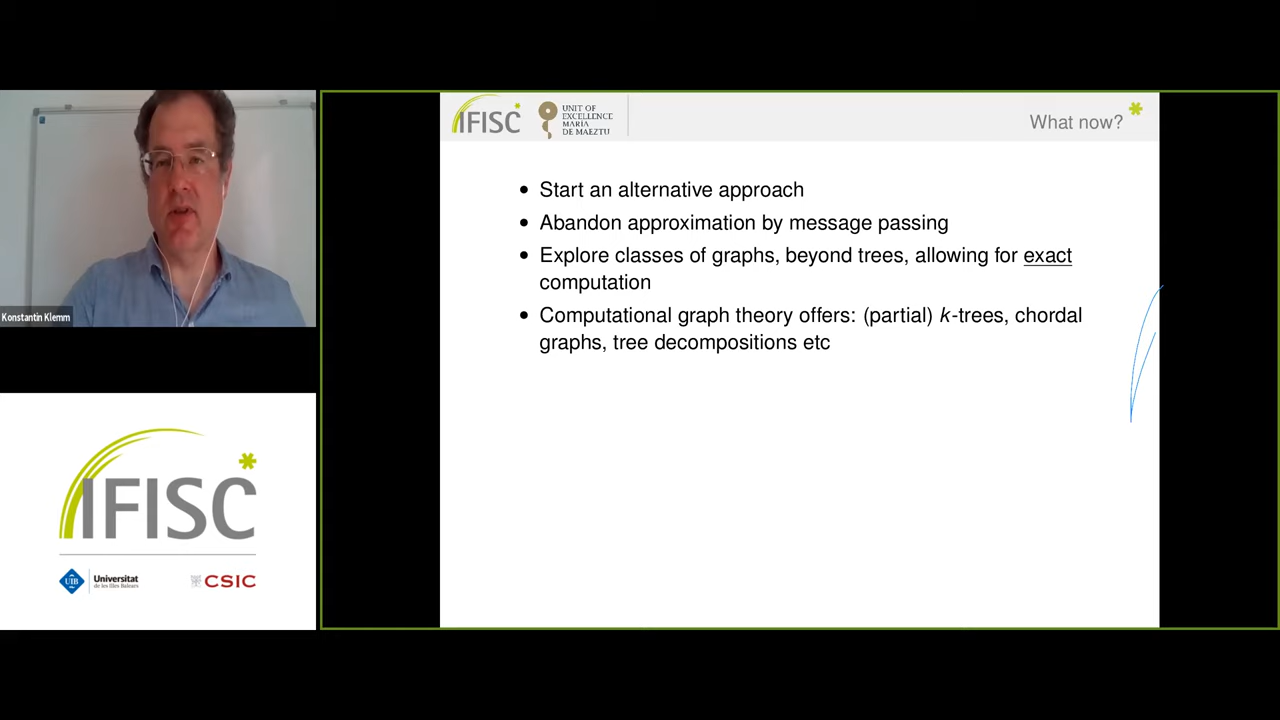 Konstantin Klemm
IFISC
UIB
Universitat
de les Illes Balears
CSIC
IFISC
UNIT OF
EXCELLENCE
MARÍA
DE MAEZTU
What now?
• Start an alternative approach
• Abandon approximation by message passing
• Explore classes of graphs, beyond trees, allowing for exact
computation
• Computational graph theory offers: (partial) k-trees, chordal
graphs, tree decompositions etc